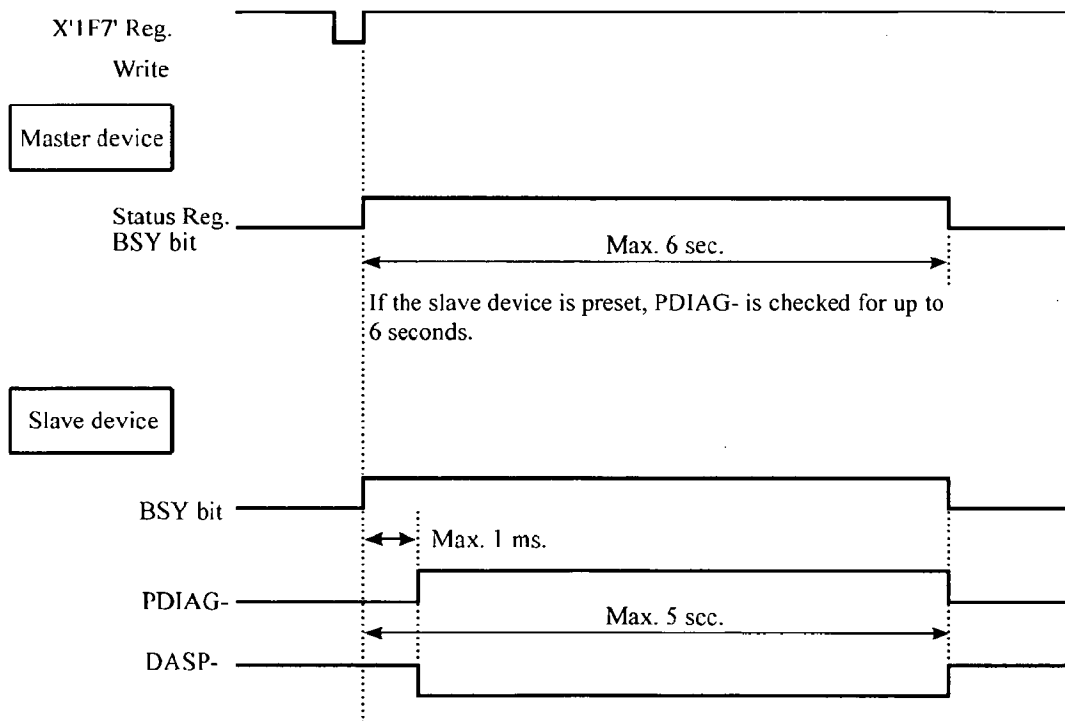 X'1F7' Reg.
Write
Master device
Status Reg.
BSY bit
Max. 6 sec.
If the slave device is preset, PDIAG- is checked for up to
6 seconds.
Slave device
BSY bit
Max. 1 ms.
PDIAG-
Max. 5 sec.
DASP-